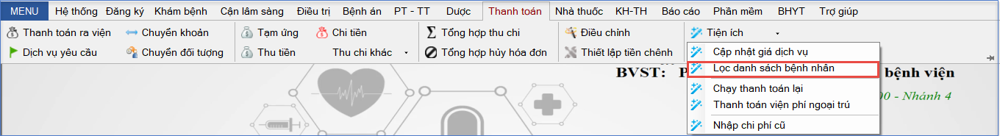 MENU Hệ thống Đăng ký Khám bệnh Cận lâm sàng Điều trị Bệnh án PT - TT Dược Thanh toán Nhà thuốc KH-TH Báo cáo Phần mềm BHYT Trợ giúp
Thanh toán ra viện Chuyển khoản Tạm ứng Chi tiền Tổng hợp thu chi Điều chỉnh Tiện ích
Dịch vụ yêu cầu Chuyển đối tượng Thu tiền Thu chi khác Tổng hợp hủy hóa đơn Thiết lập tiền chênh
Cập nhật giá dịch vụ
Lọc danh sách bệnh nhân
Chạy thanh toán lại
Thanh toán viện phí ngoại trú
Nhập chi phí cũ
BVST: bệnh viện
00 - Nhánh 4